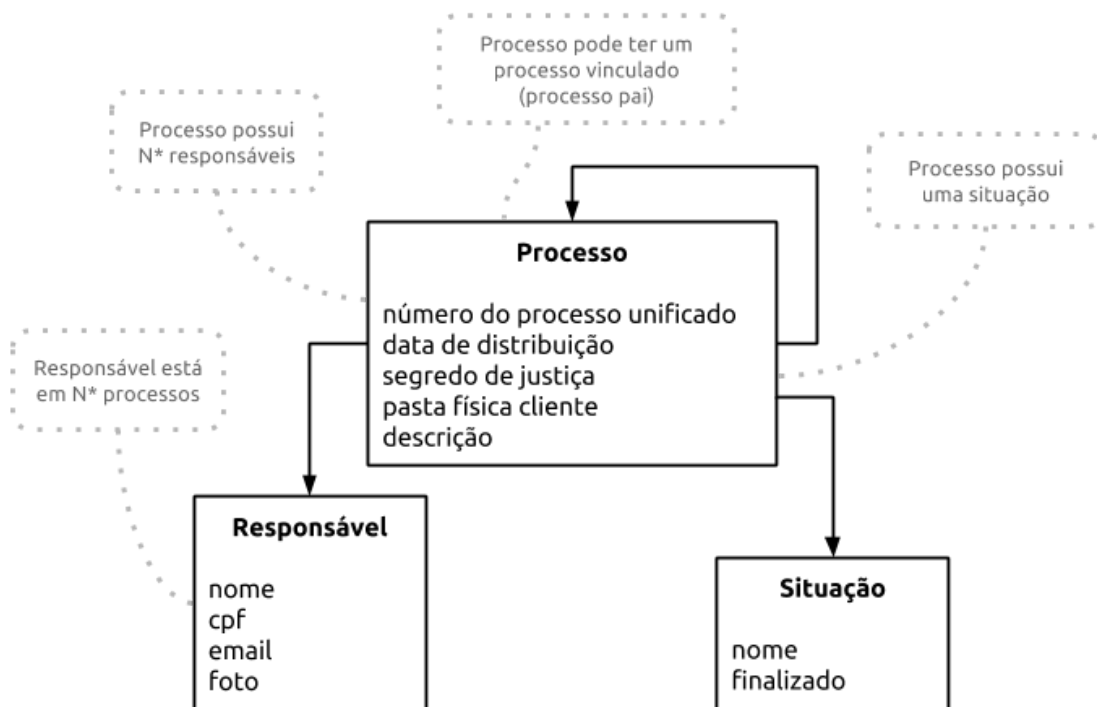 Processo pode ter um
processo vinculado
(processo pai)
Processo possui
N* responsáveis
Processo possui
uma situação
Processo
número do processo unificado
data de distribuição
segredo de justiça
pasta física cliente
descrição
Responsável está
em N* processos
Responsável
nome
cpf
email
foto
Situação
nome
finalizado